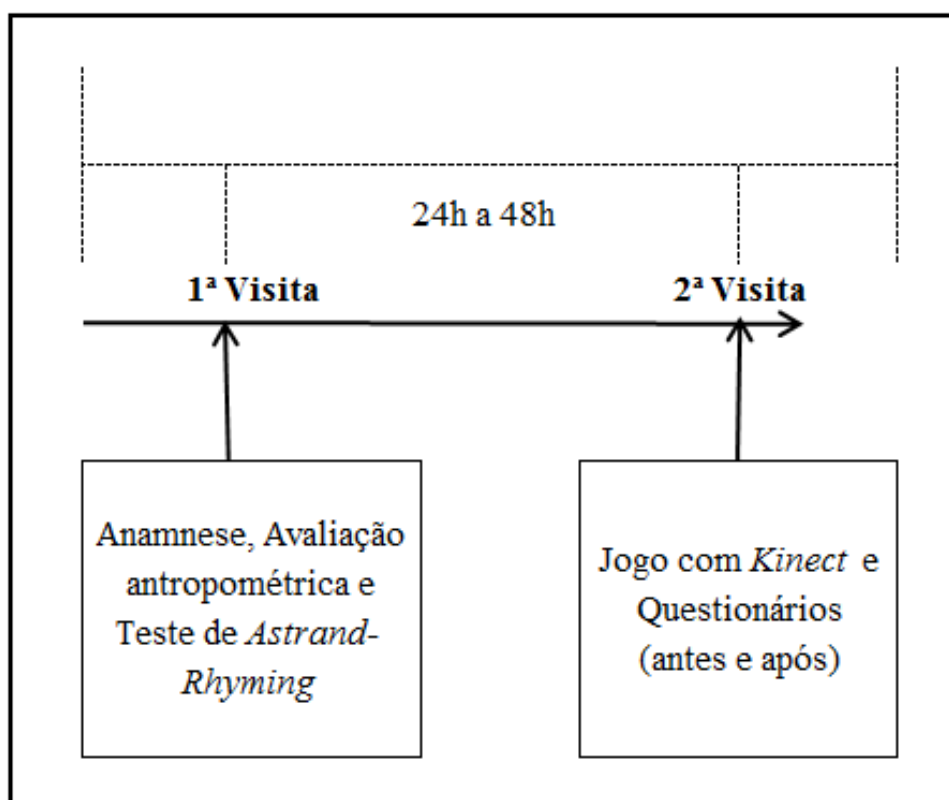 24h a 48h
1ª Visita
2ª Visita
Anamnese, Avaliação
antropométrica e
Teste de Astrand-
Rhyming
Jogo com Kinect e
Questionários
(antes e após)